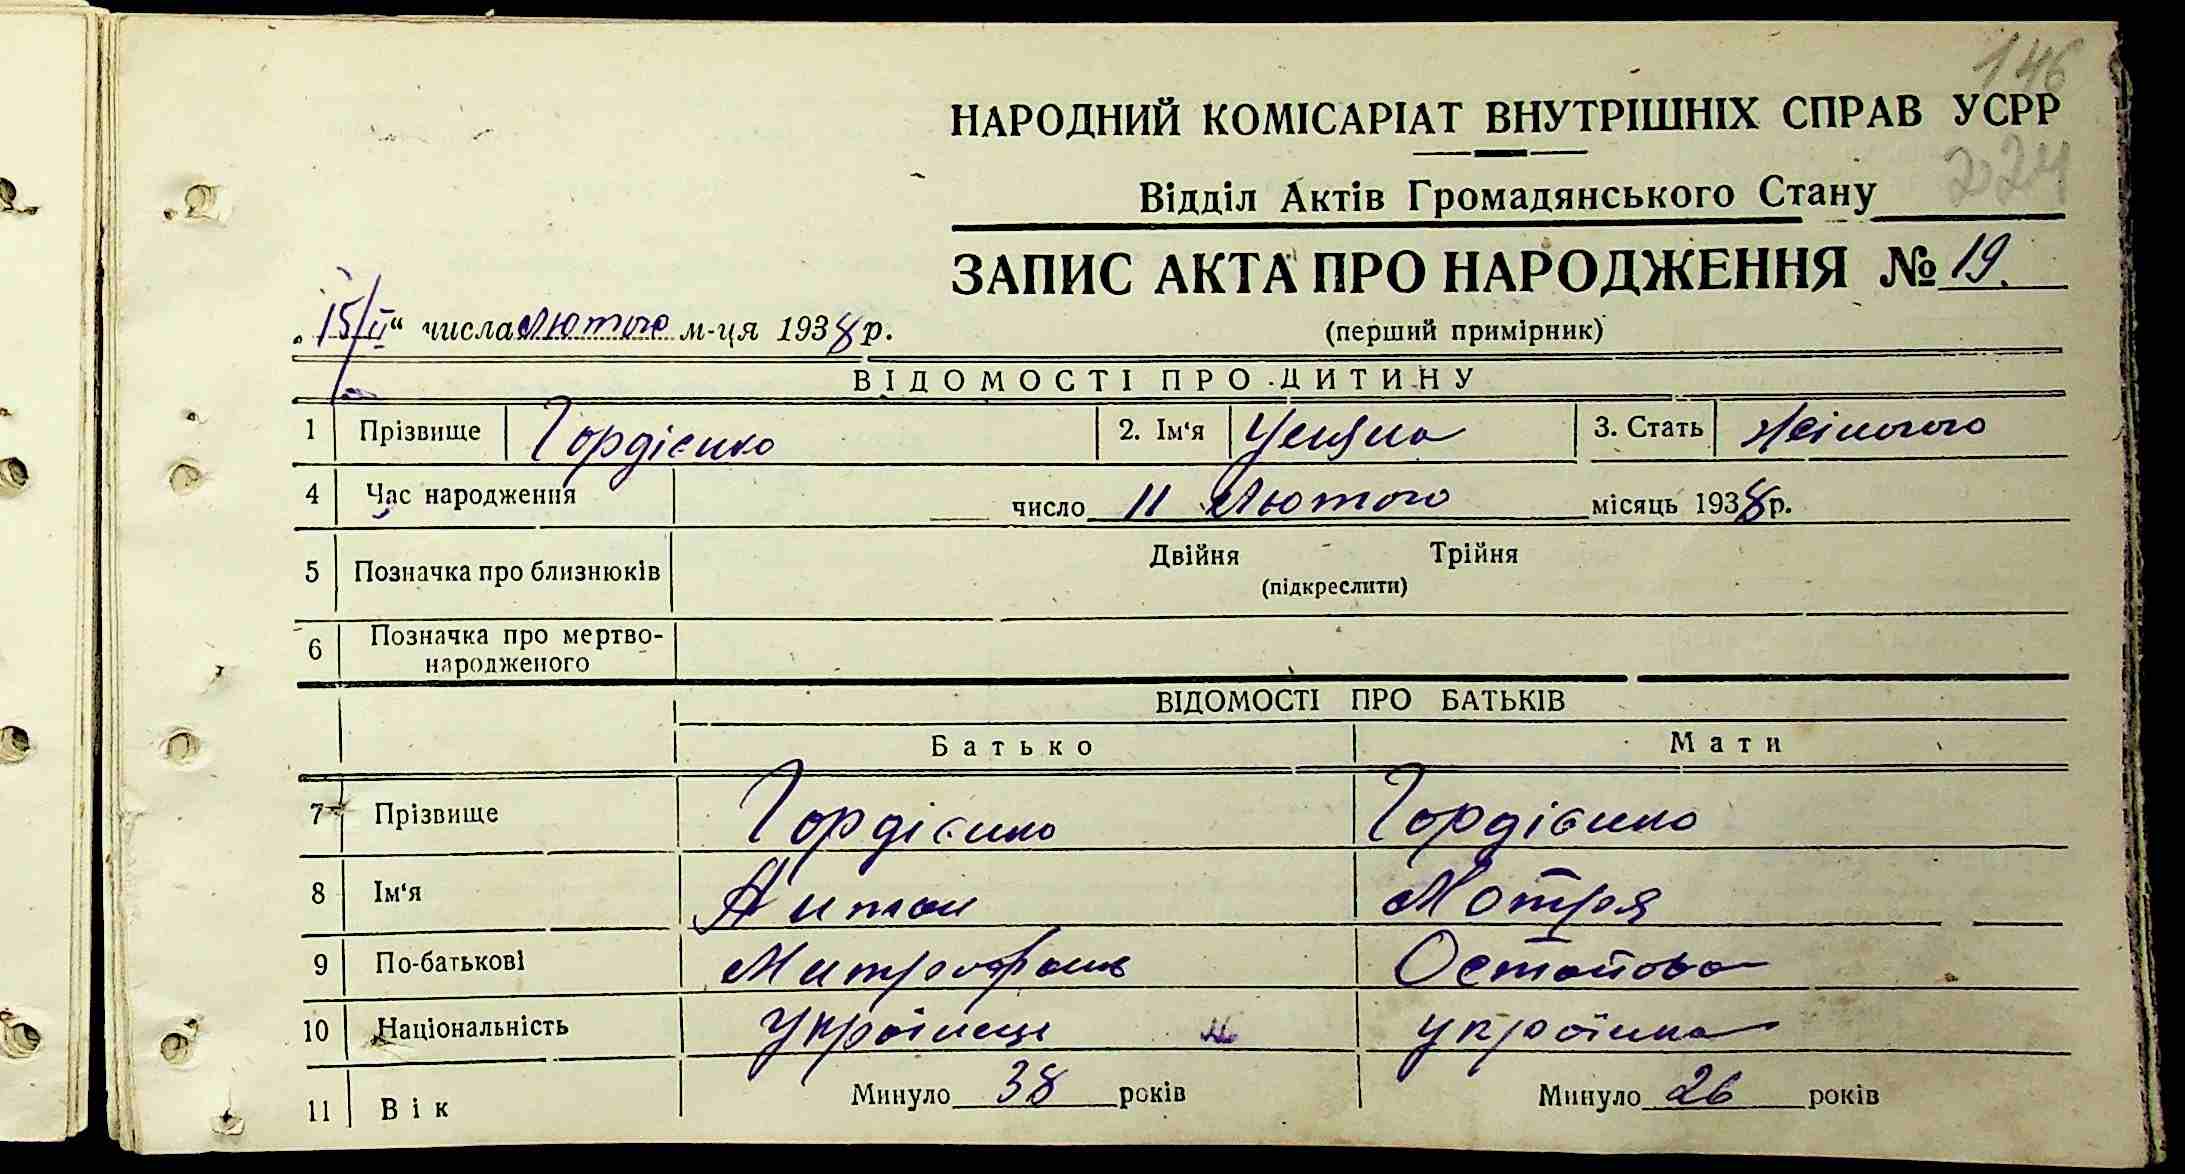 146
НАРОДНИЙ КОМІСАРІАТ ВНУТРІШНІХ СПРАВ УСРР
224
Відділ Актів Громадянського Стану
ЗАПИС АКТА ПРО НАРОДЖЕННЯ № 19.
„15/II“ числа лютого м-ця 1938 р.
(перший примірник)
ВІДОМОСТІ ПРО ДИТИНУ
1 Прізвище Гордієнко 2. Ім‘я 3. Стать жіночого
4 Час народження число 11 Лютого місяць 1938 р.
5 Позначка про близнюків Двійня Трійня
(підкреслити)
6 Позначка про мертво-
народженого
ВІДОМОСТІ ПРО БАТЬКІВ
Батько Мати
7 Прізвище Гордієнко Гордієнко
8 Ім‘я Антон Мотря
9 По-батькові Митрофан Остапова
10 Національність Українець українка
11 Вік Минуло 38 років Минуло 26 років